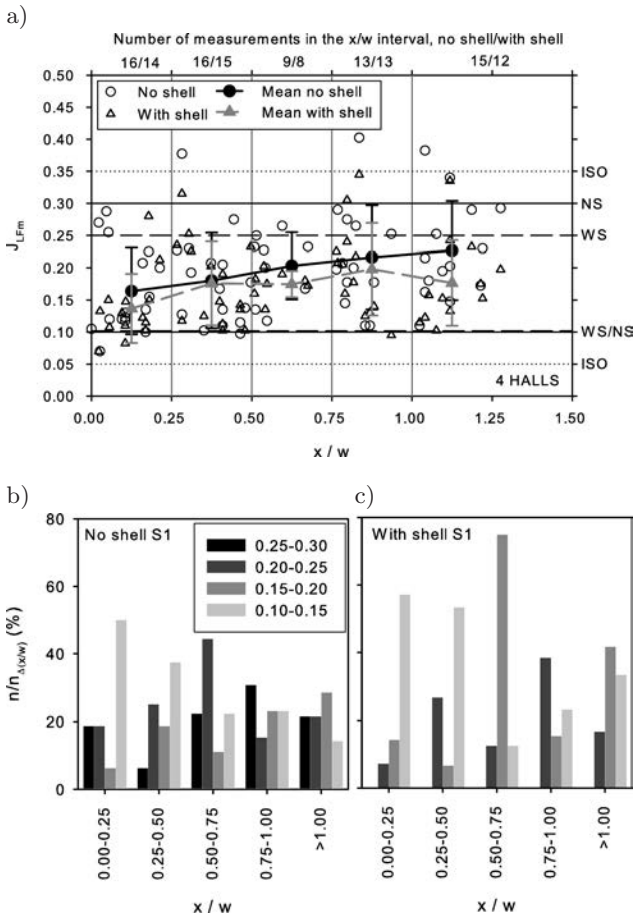 a)
Number of measurements in the x/w interval, no shell/with shell
16/14 16/15 9/8 13/13 15/12
0.50
0.45
0.40
0.35
0.30
0.25
0.20
0.15
0.10
0.05
0.00
J_LFm
No shell Mean no shell
With shell Mean with shell
ISO
NS
WS
WS/NS
ISO
4 HALLS
0.00 0.25 0.50 0.75 1.00 1.25 1.50
x / w
b) c)
80
60
40
20
0
n/n_Δ(x/w) (%)
No shell S1
0.25-0.30
0.20-0.25
0.15-0.20
0.10-0.15
With shell S1
0.00-0.25 0.25-0.50 0.50-0.75 0.75-1.00 >1.00
0.00-0.25 0.25-0.50 0.50-0.75 0.75-1.00 >1.00
x / w x / w